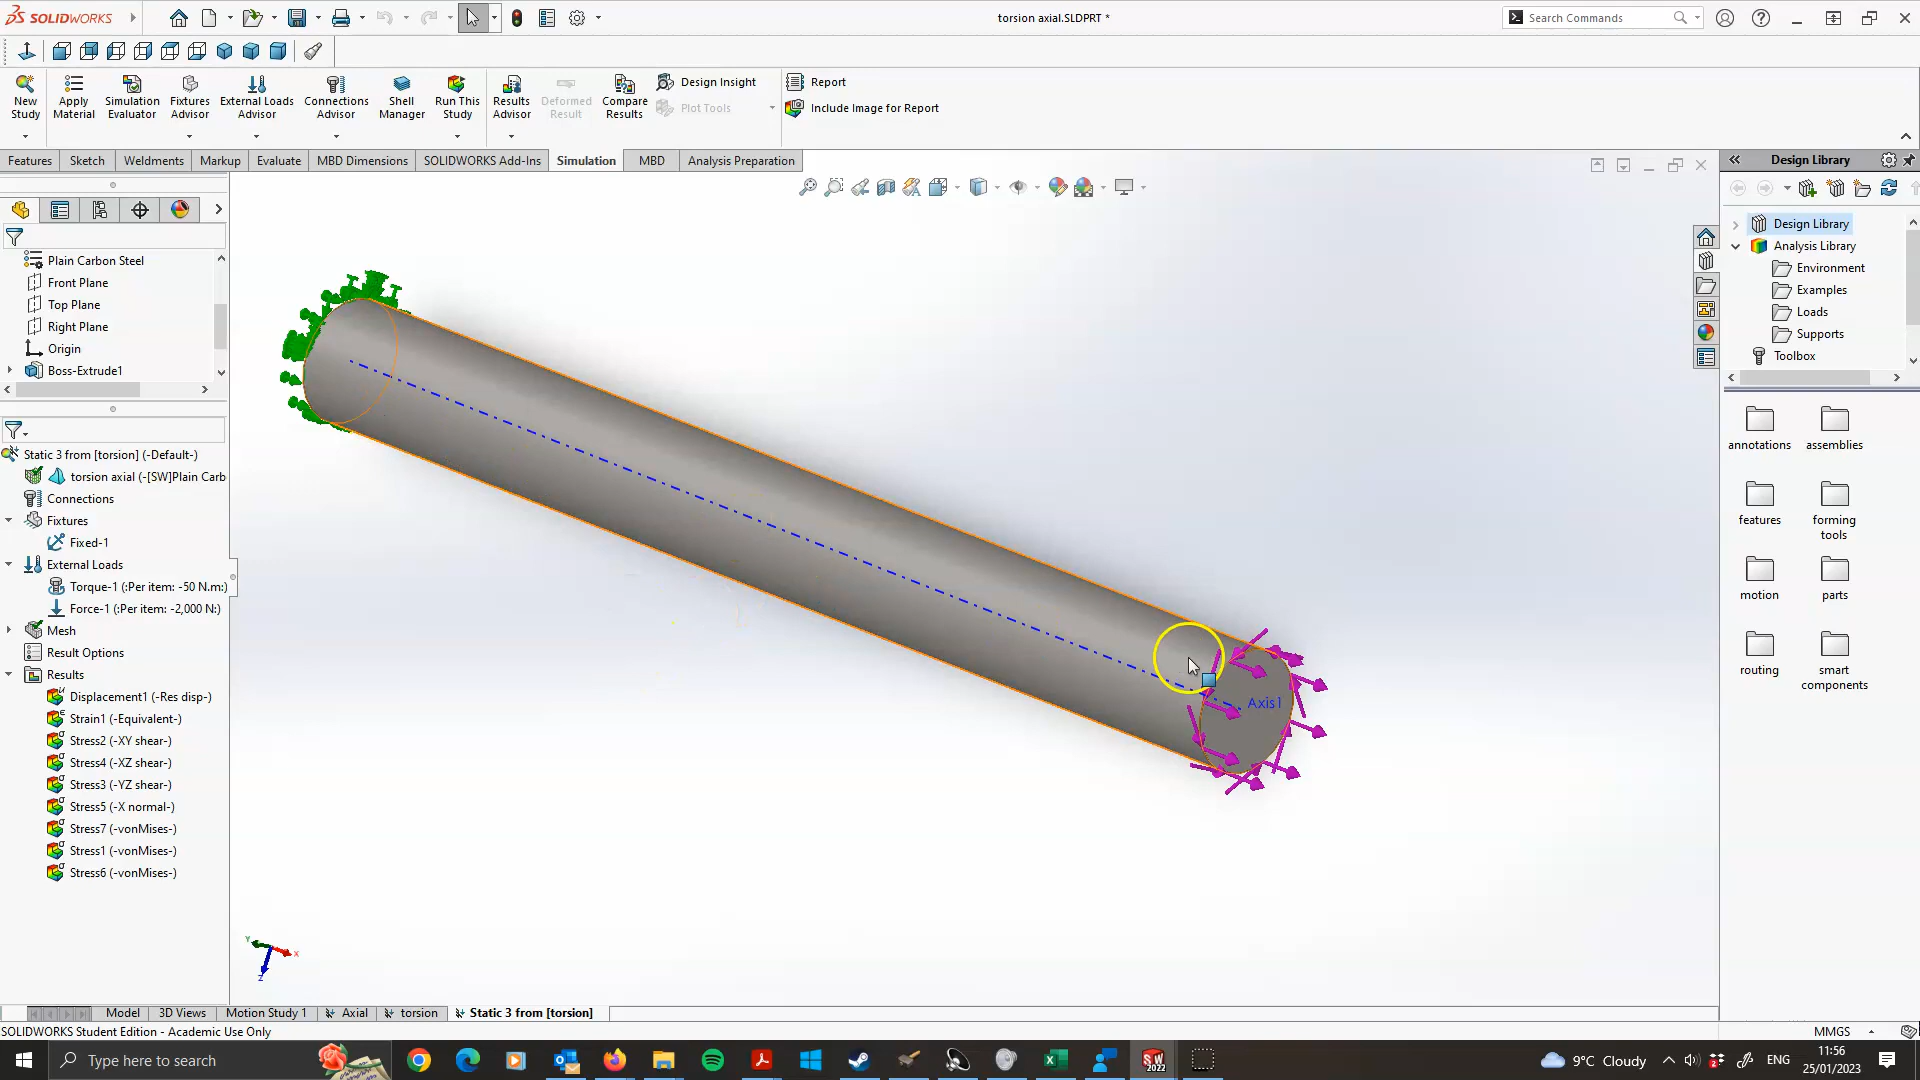 SOLIDWORKS
torsion axial.SLDPRT *
Search Commands
New Study
Apply Material
Simulation Evaluator
Fixtures Advisor
External Loads Advisor
Connections Advisor
Shell Manager
Run This Study
Results Advisor
Deformed Result
Compare Results
Design Insight
Plot Tools
Report
Include Image for Report
Features
Sketch
Weldments
Markup
Evaluate
MBD Dimensions
SOLIDWORKS Add-Ins
Simulation
MBD
Analysis Preparation
Plain Carbon Steel
Front Plane
Top Plane
Right Plane
Origin
Boss-Extrude1
Static 3 from [torsion] (-Default-)
torsion axial (-[SW]Plain Carb
Connections
Fixtures
Fixed-1
External Loads
Torque-1 (:Per item: -50 N.m:)
Force-1 (:Per item: -2,000 N:)
Mesh
Result Options
Results
Displacement1 (-Res disp-)
Strain1 (-Equivalent-)
Stress2 (-XY shear-)
Stress4 (-XZ shear-)
Stress3 (-YZ shear-)
Stress5 (-X normal-)
Stress7 (-vonMises-)
Stress1 (-vonMises-)
Stress6 (-vonMises-)
Axis1
Y
X
Z
Design Library
Design Library
Analysis Library
Environment
Examples
Loads
Supports
Toolbox
annotations
assemblies
features
forming tools
motion
parts
routing
smart components
Model
3D Views
Motion Study 1
Axial
torsion
Static 3 from [torsion]
SOLIDWORKS Student Edition - Academic Use Only
MMGS
Type here to search
SW 2022
9°C Cloudy
ENG
11:56
25/01/2023